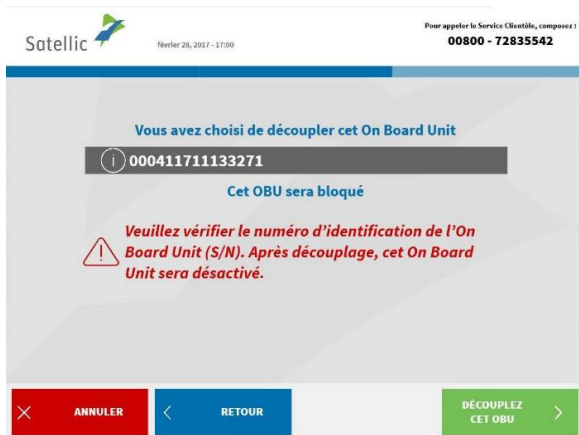 Satellic
février 28, 2017 - 17:00
Pour appeler le Service Clientèle, composez :
00800 - 72835542
Vous avez choisi de découpler cet On Board Unit
000411711133271
Cet OBU sera bloqué
Veuillez vérifier le numéro d'identification de l'On
Board Unit (S/N). Après découplage, cet On Board
Unit sera désactivé.
ANNULER
RETOUR
DÉCOUPLEZ
CET OBU